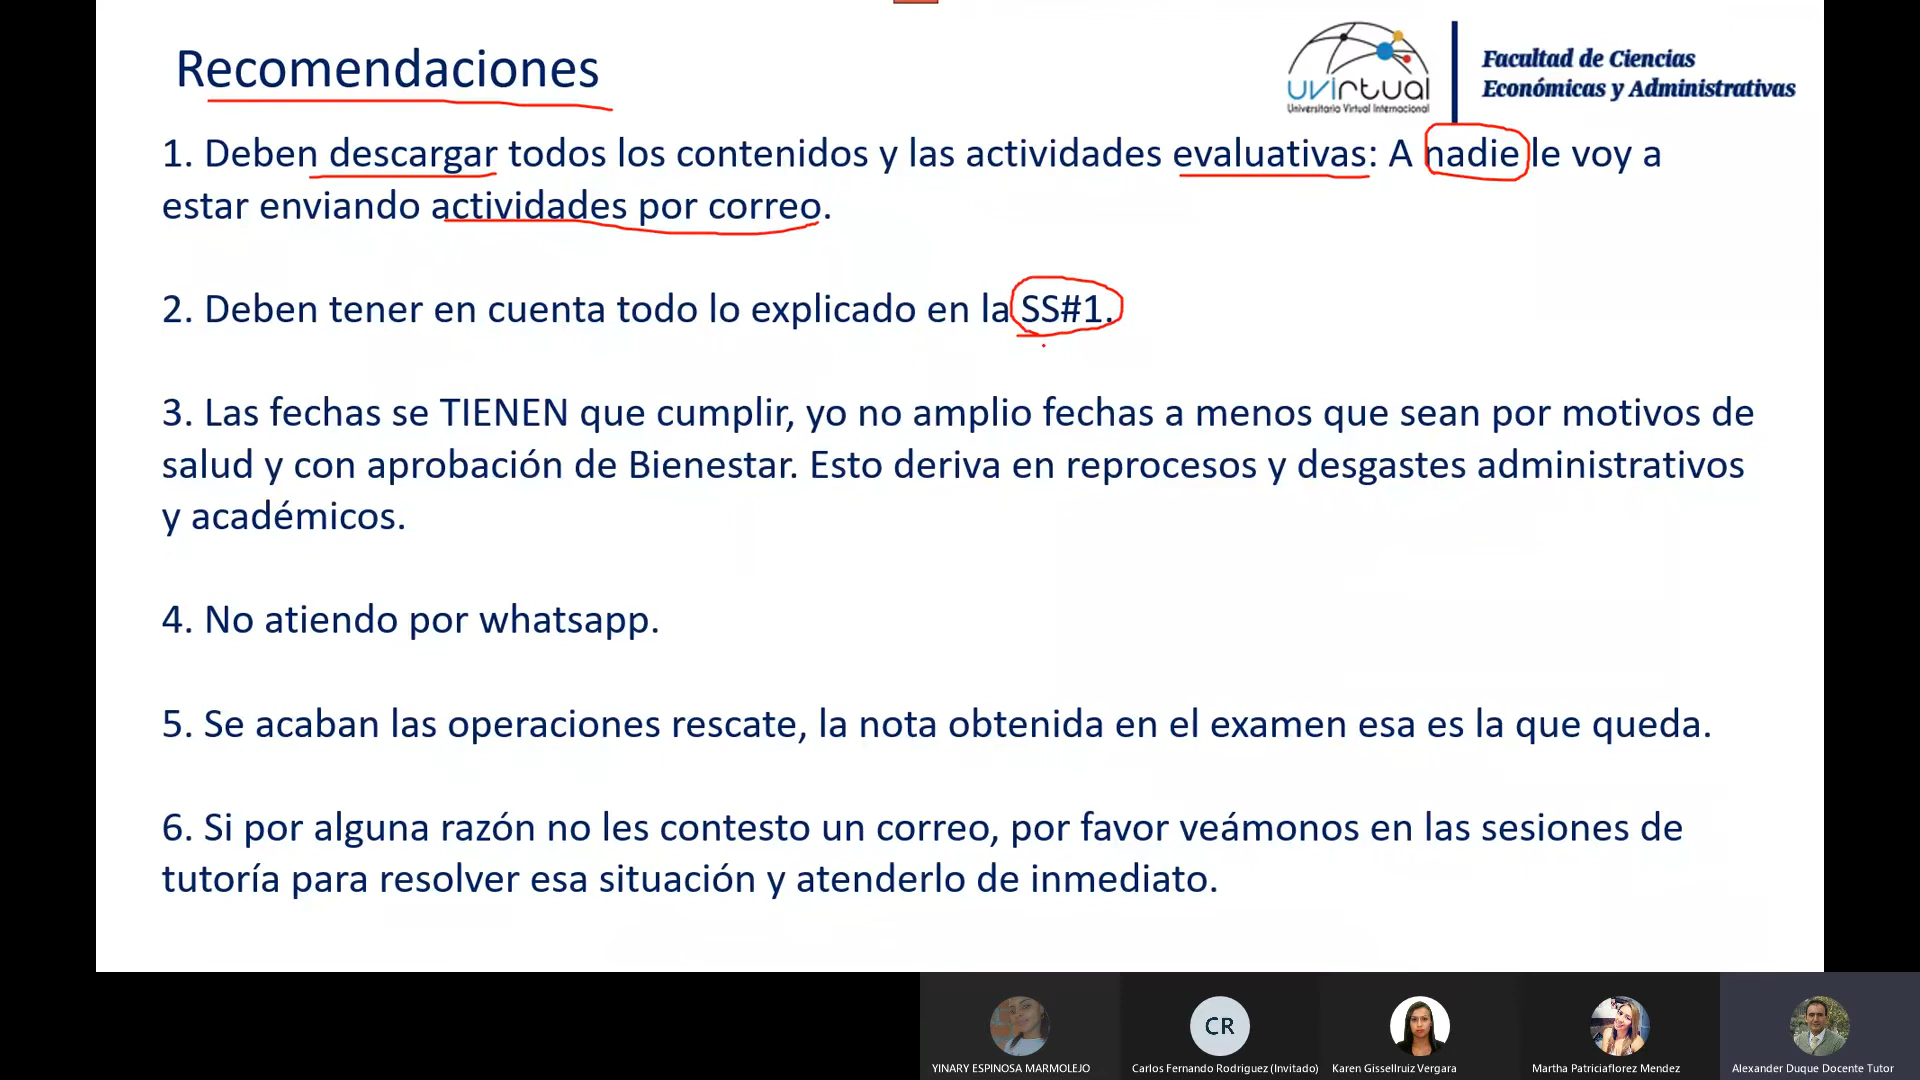 Recomendaciones
uvirtual
Universitaria Virtual Internacional
Facultad de Ciencias
Económicas y Administrativas
1. Deben descargar todos los contenidos y las actividades evaluativas: A nadie le voy a
estar enviando actividades por correo.
2. Deben tener en cuenta todo lo explicado en la SS#1.
3. Las fechas se TIENEN que cumplir, yo no amplio fechas a menos que sean por motivos de
salud y con aprobación de Bienestar. Esto deriva en reprocesos y desgastes administrativos
y académicos.
4. No atiendo por whatsapp.
5. Se acaban las operaciones rescate, la nota obtenida en el examen esa es la que queda.
6. Si por alguna razón no les contesto un correo, por favor veámonos en las sesiones de
tutoría para resolver esa situación y atenderlo de inmediato.
CR
YINARY ESPINOSA MARMOLEJO
Carlos Fernando Rodriguez (Invitado)
Karen Gissellruiz Vergara
Martha Patriciaflorez Mendez
Alexander Duque Docente Tutor